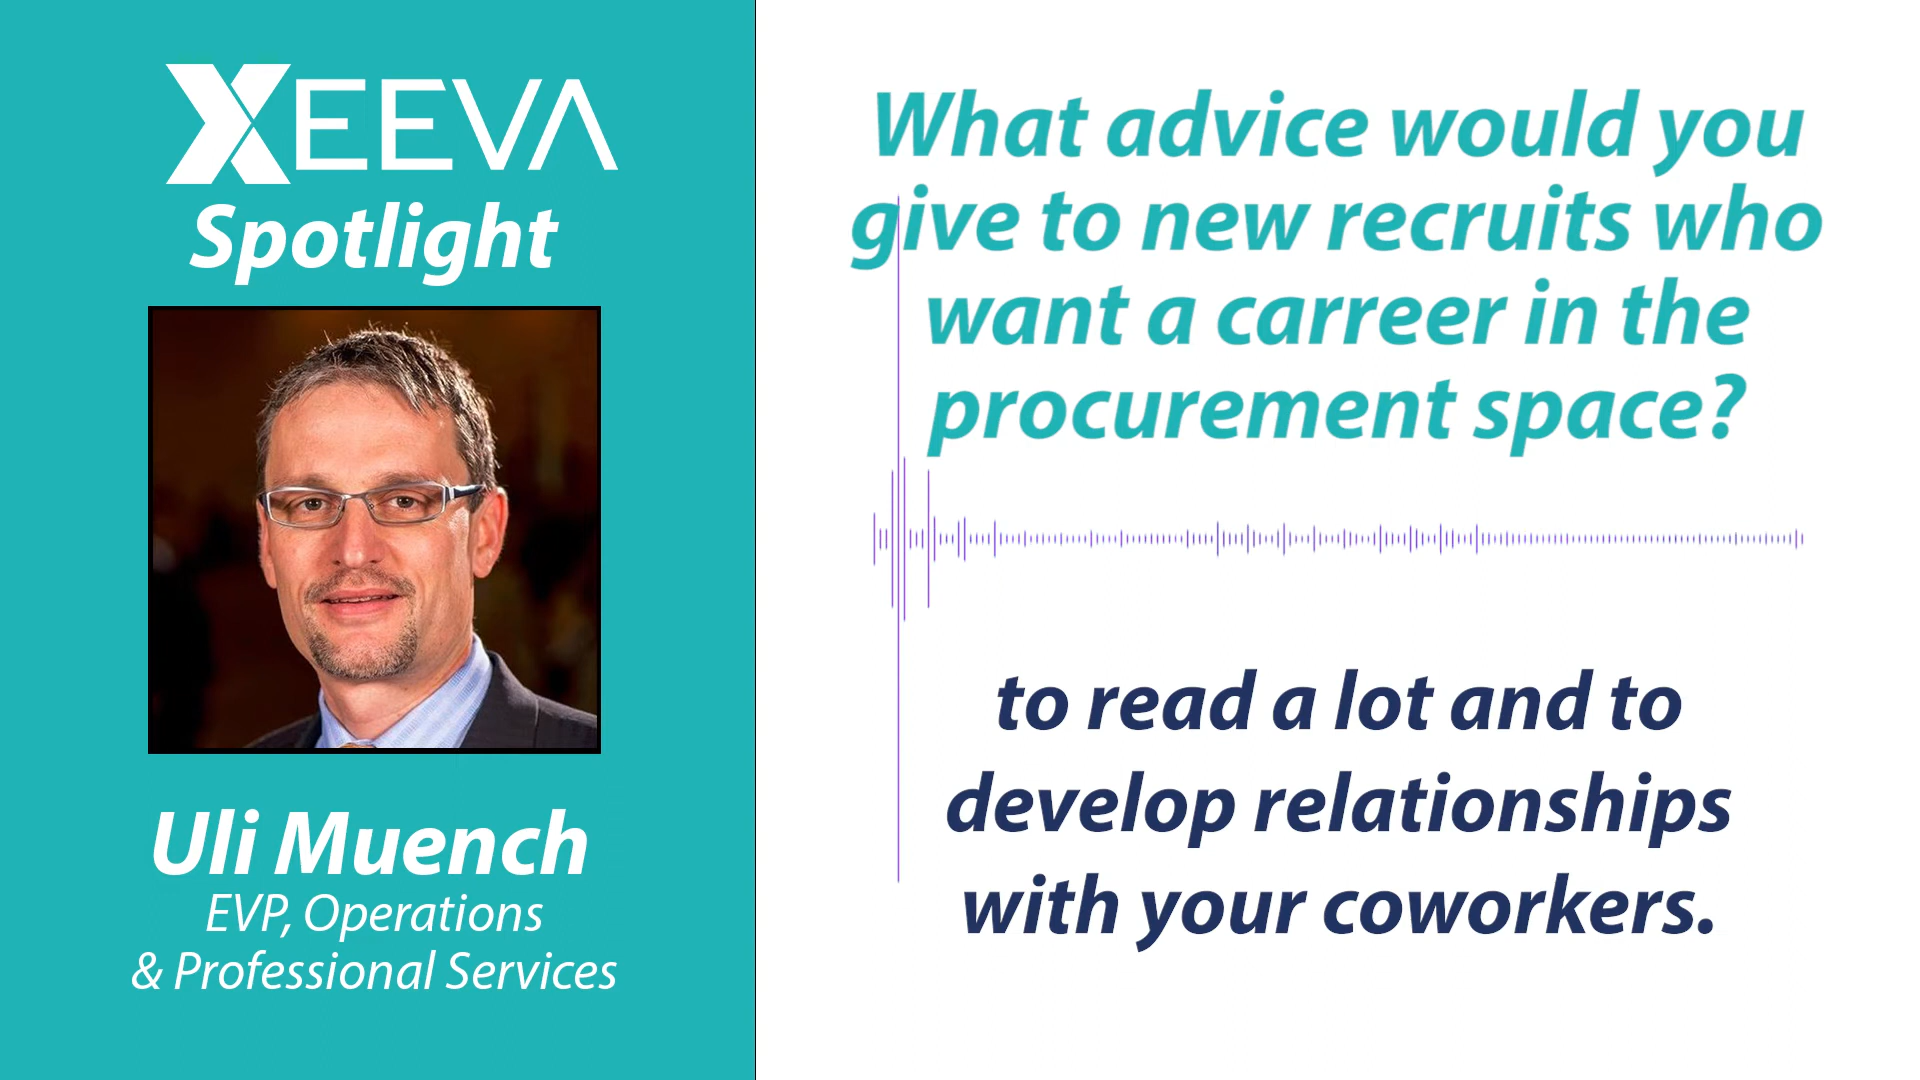 XEEVA
Spotlight
Uli Muench
EVP, Operations
& Professional Services
What advice would you
give to new recruits who
want a carreer in the
procurement space?
to read a lot and to
develop relationships
with your coworkers.